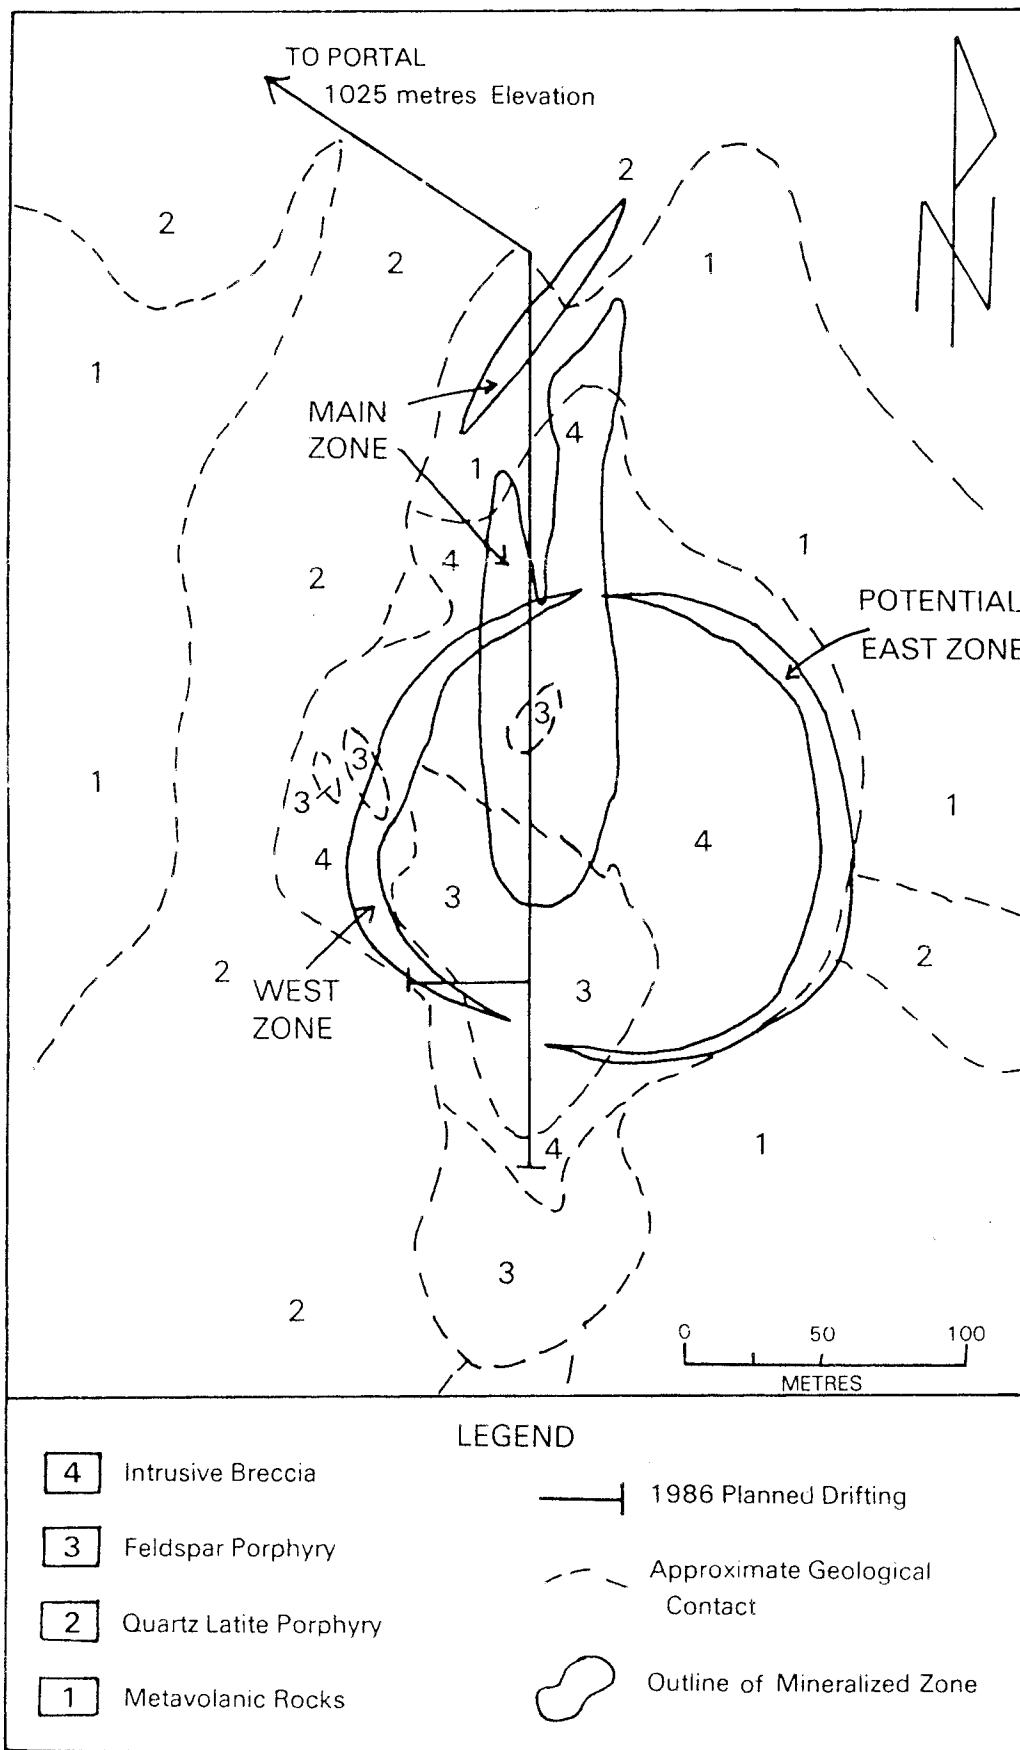 TO PORTAL
1025 metres Elevation
N
2
2
2
1
1
MAIN
ZONE
4
1
4
2
1
POTENTIAL
EAST ZONE
3
3
3
1
1
4
4
3
2
2
WEST
ZONE
3
4
1
3
2
0 50 100
METRES
LEGEND
4 Intrusive Breccia
3 Feldspar Porphyry
2 Quartz Latite Porphyry
1 Metavolanic Rocks
1986 Planned Drifting
Approximate Geological
Contact
Outline of Mineralized Zone